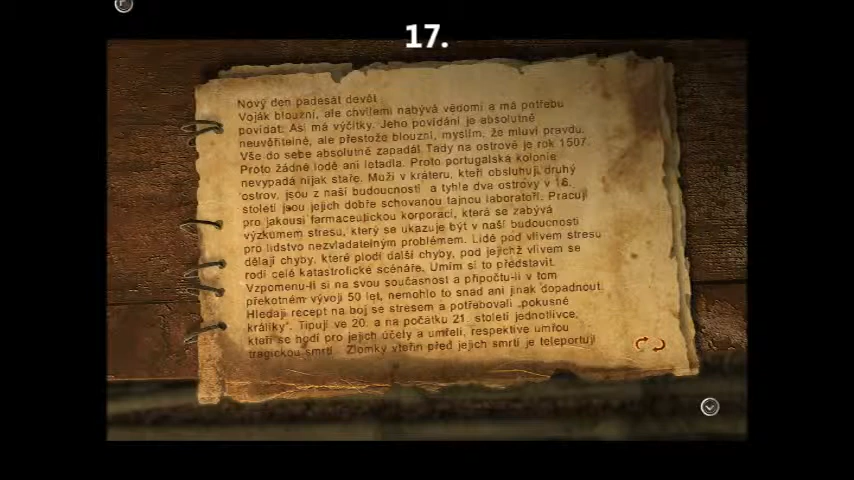 17.
Nový den padesát devět
Voják blouzní, ale chvílemi nabývá vědomí a má potřebu
povídat. Asi má výčitky. Jeho povídání je absolutně
neuvěřitelné, ale přestože blouzní, myslím, že mluví pravdu.
Vše do sebe absolutně zapadá! Tady na ostrově je rok 1507.
Proto žádné lodě ani letadla. Proto portugalská kolonie
nevypadá nijak staře. Muži v kráteru, kteří obsluhují druhý
ostrov, jsou z naší budoucnosti a tyhle dva ostrovy v 16.
století jsou jejich dobře schovanou tajnou laboratoří. Pracují
pro jakousi farmaceutickou korporaci, která se zabývá
výzkumem stresu, který se ukazuje být v naší budoucnosti
pro lidstvo nezvladatelným problémem. Lidé pod vlivem stresu
dělají chyby, které plodí další chyby, pod jejichž vlivem se
rodí celé katastrofické scénáře. Umím si to představit.
Vzpomenu-li si na svou současnost a připočtu-li v tom
překotném vývoji 50 let, nemohlo to snad ani jinak dopadnout.
Hledají recept na boj se stresem a potřebovali „pokusné
králíky“. Tipují ve 20. a na počátku 21. století jednotlivce,
kteří se hodí pro jejich účely a umřeli, respektive umřou
tragickou smrtí. Zlomky vteřin před jejich smrtí je teleportují